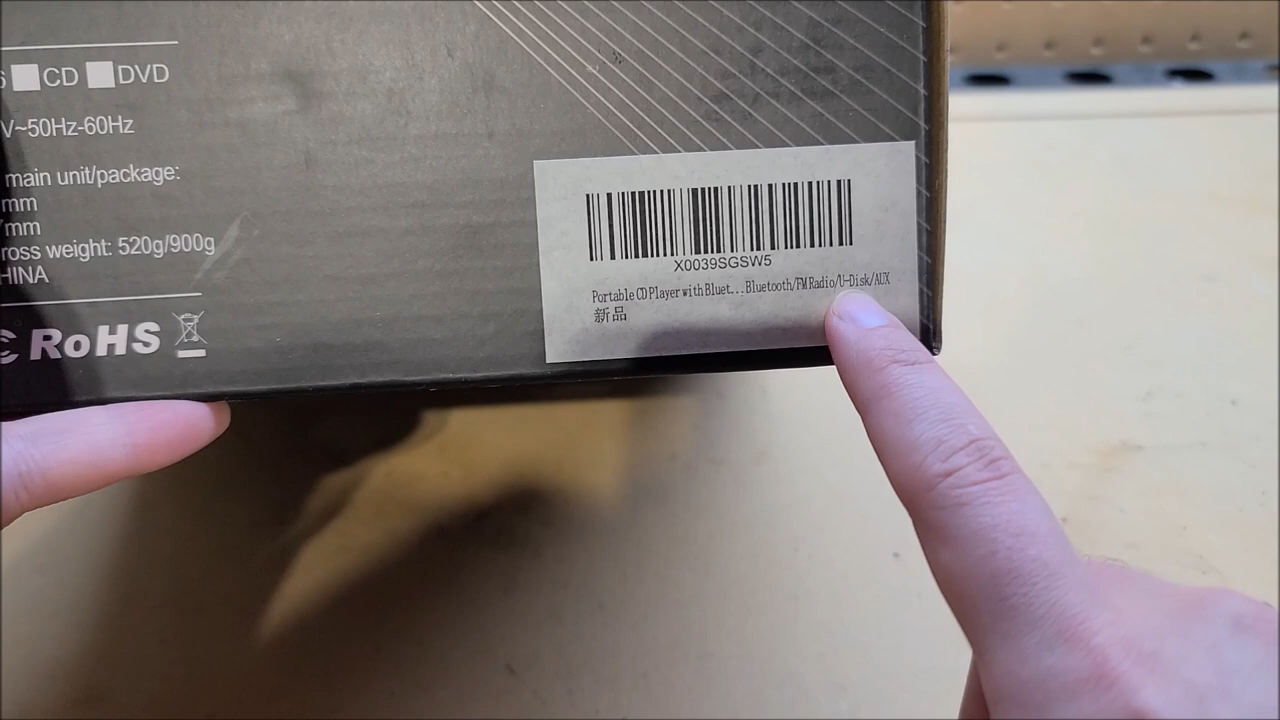 CD DVD
V~50Hz-60Hz
main unit/package:
mm
mm
ross weight: 520g/900g
HINA
RoHS
X0039SGSW5
Portable CD Player with Bluet...Bluetooth/FM Radio/U-Disk/AUX
新品